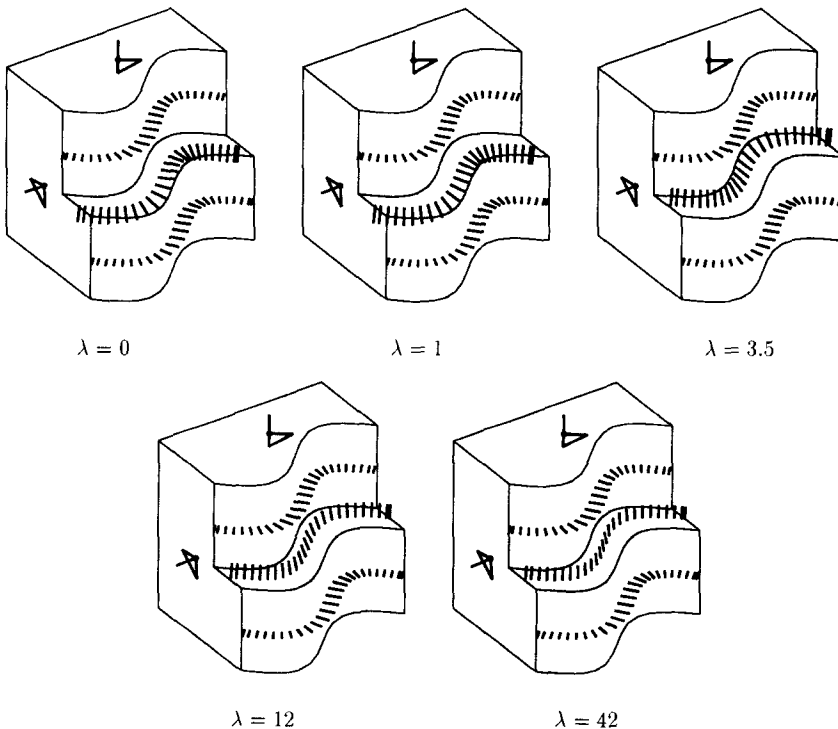 λ = 0
λ = 1
λ = 3.5
λ = 12
λ = 42